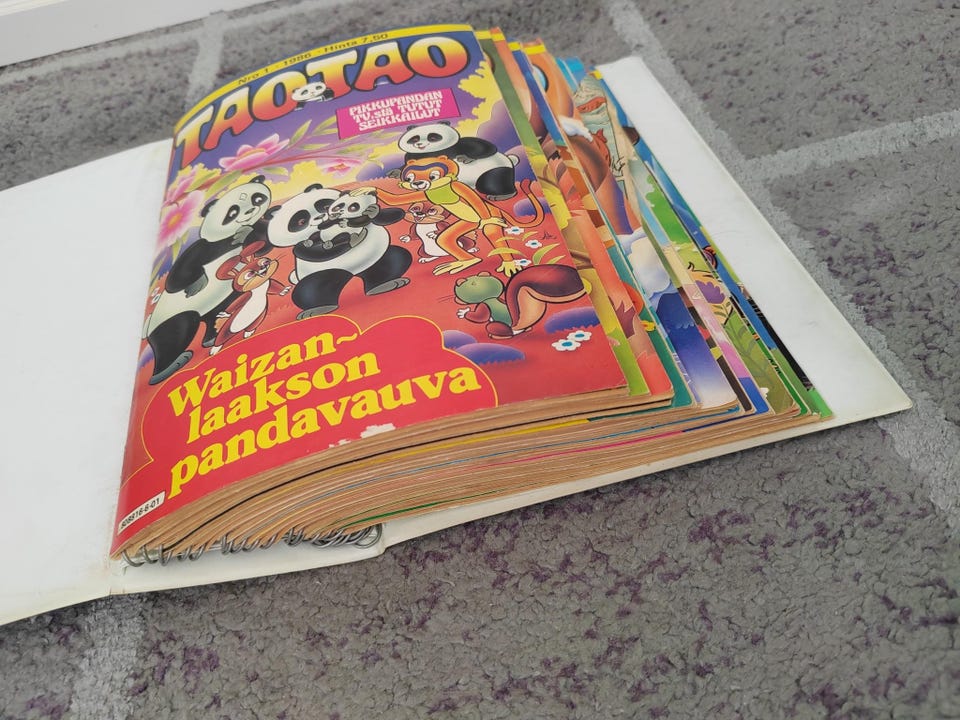 Nro 1 · 1986 · Hinta 7,50
TAOTAO
PIKKUPANDAN
TV:stä TUTUT
SEIKKAILUT
Waizan~
laakson
pandavauva